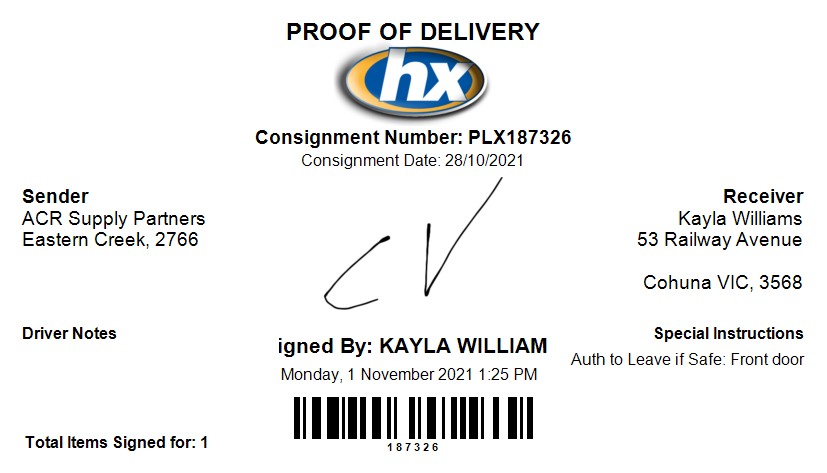 PROOF OF DELIVERY
hx
Consignment Number: PLX187326
Consignment Date: 28/10/2021
Sender
ACR Supply Partners
Eastern Creek, 2766
Receiver
Kayla Williams
53 Railway Avenue
Cohuna VIC, 3568
CV
Driver Notes
igned By: KAYLA WILLIAM
Monday, 1 November 2021 1:25 PM
Special Instructions
Auth to Leave if Safe: Front door
187326
Total Items Signed for: 1